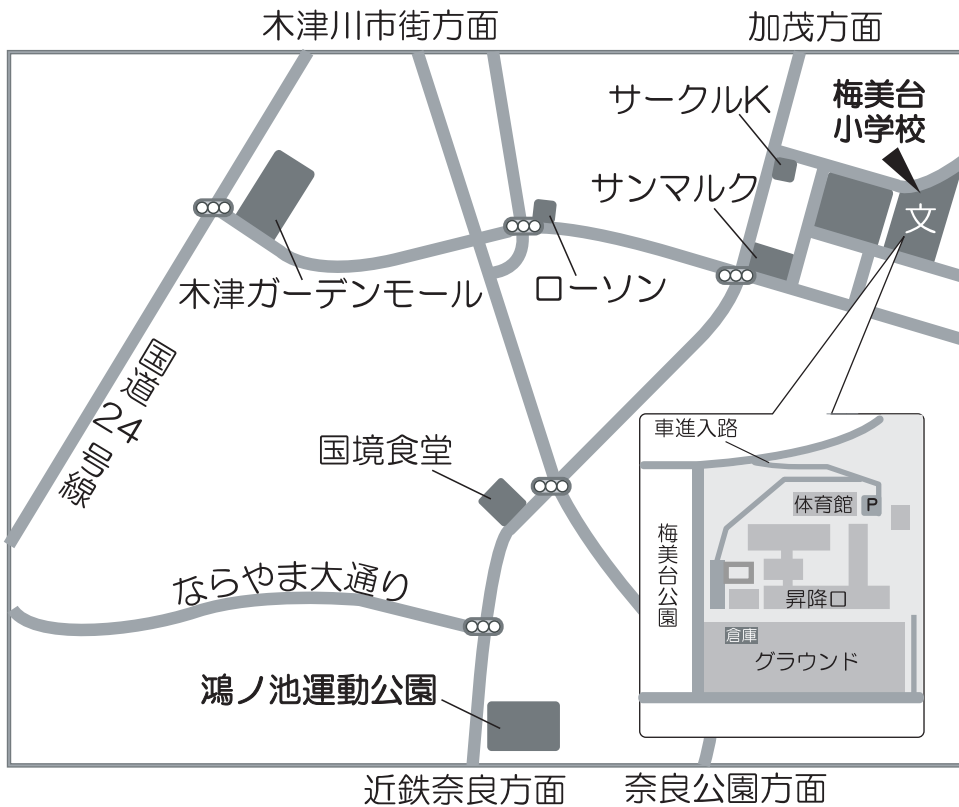 木津川市街方面
加茂方面
サークルK
梅美台
小学校
サンマルク
文
木津ガーデンモール
ローソン
国道24号線
国境食堂
車進入路
体育館
P
梅美台公園
昇降口
倉庫
グラウンド
ならやま大通り
鴻ノ池運動公園
近鉄奈良方面
奈良公園方面